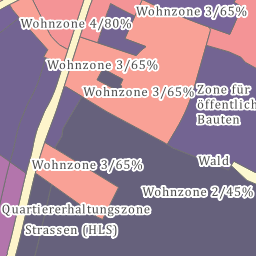 Wohnzone 3/65%
Wohnzone 4/80%
Wohnzone 3/65%
Wohnzone 3/65%
Zone für
öffentlich
Bauten
Wohnzone 3/65%
Wald
Wohnzone 2/45%
Quartiererhaltungszone
Strassen (HLS)